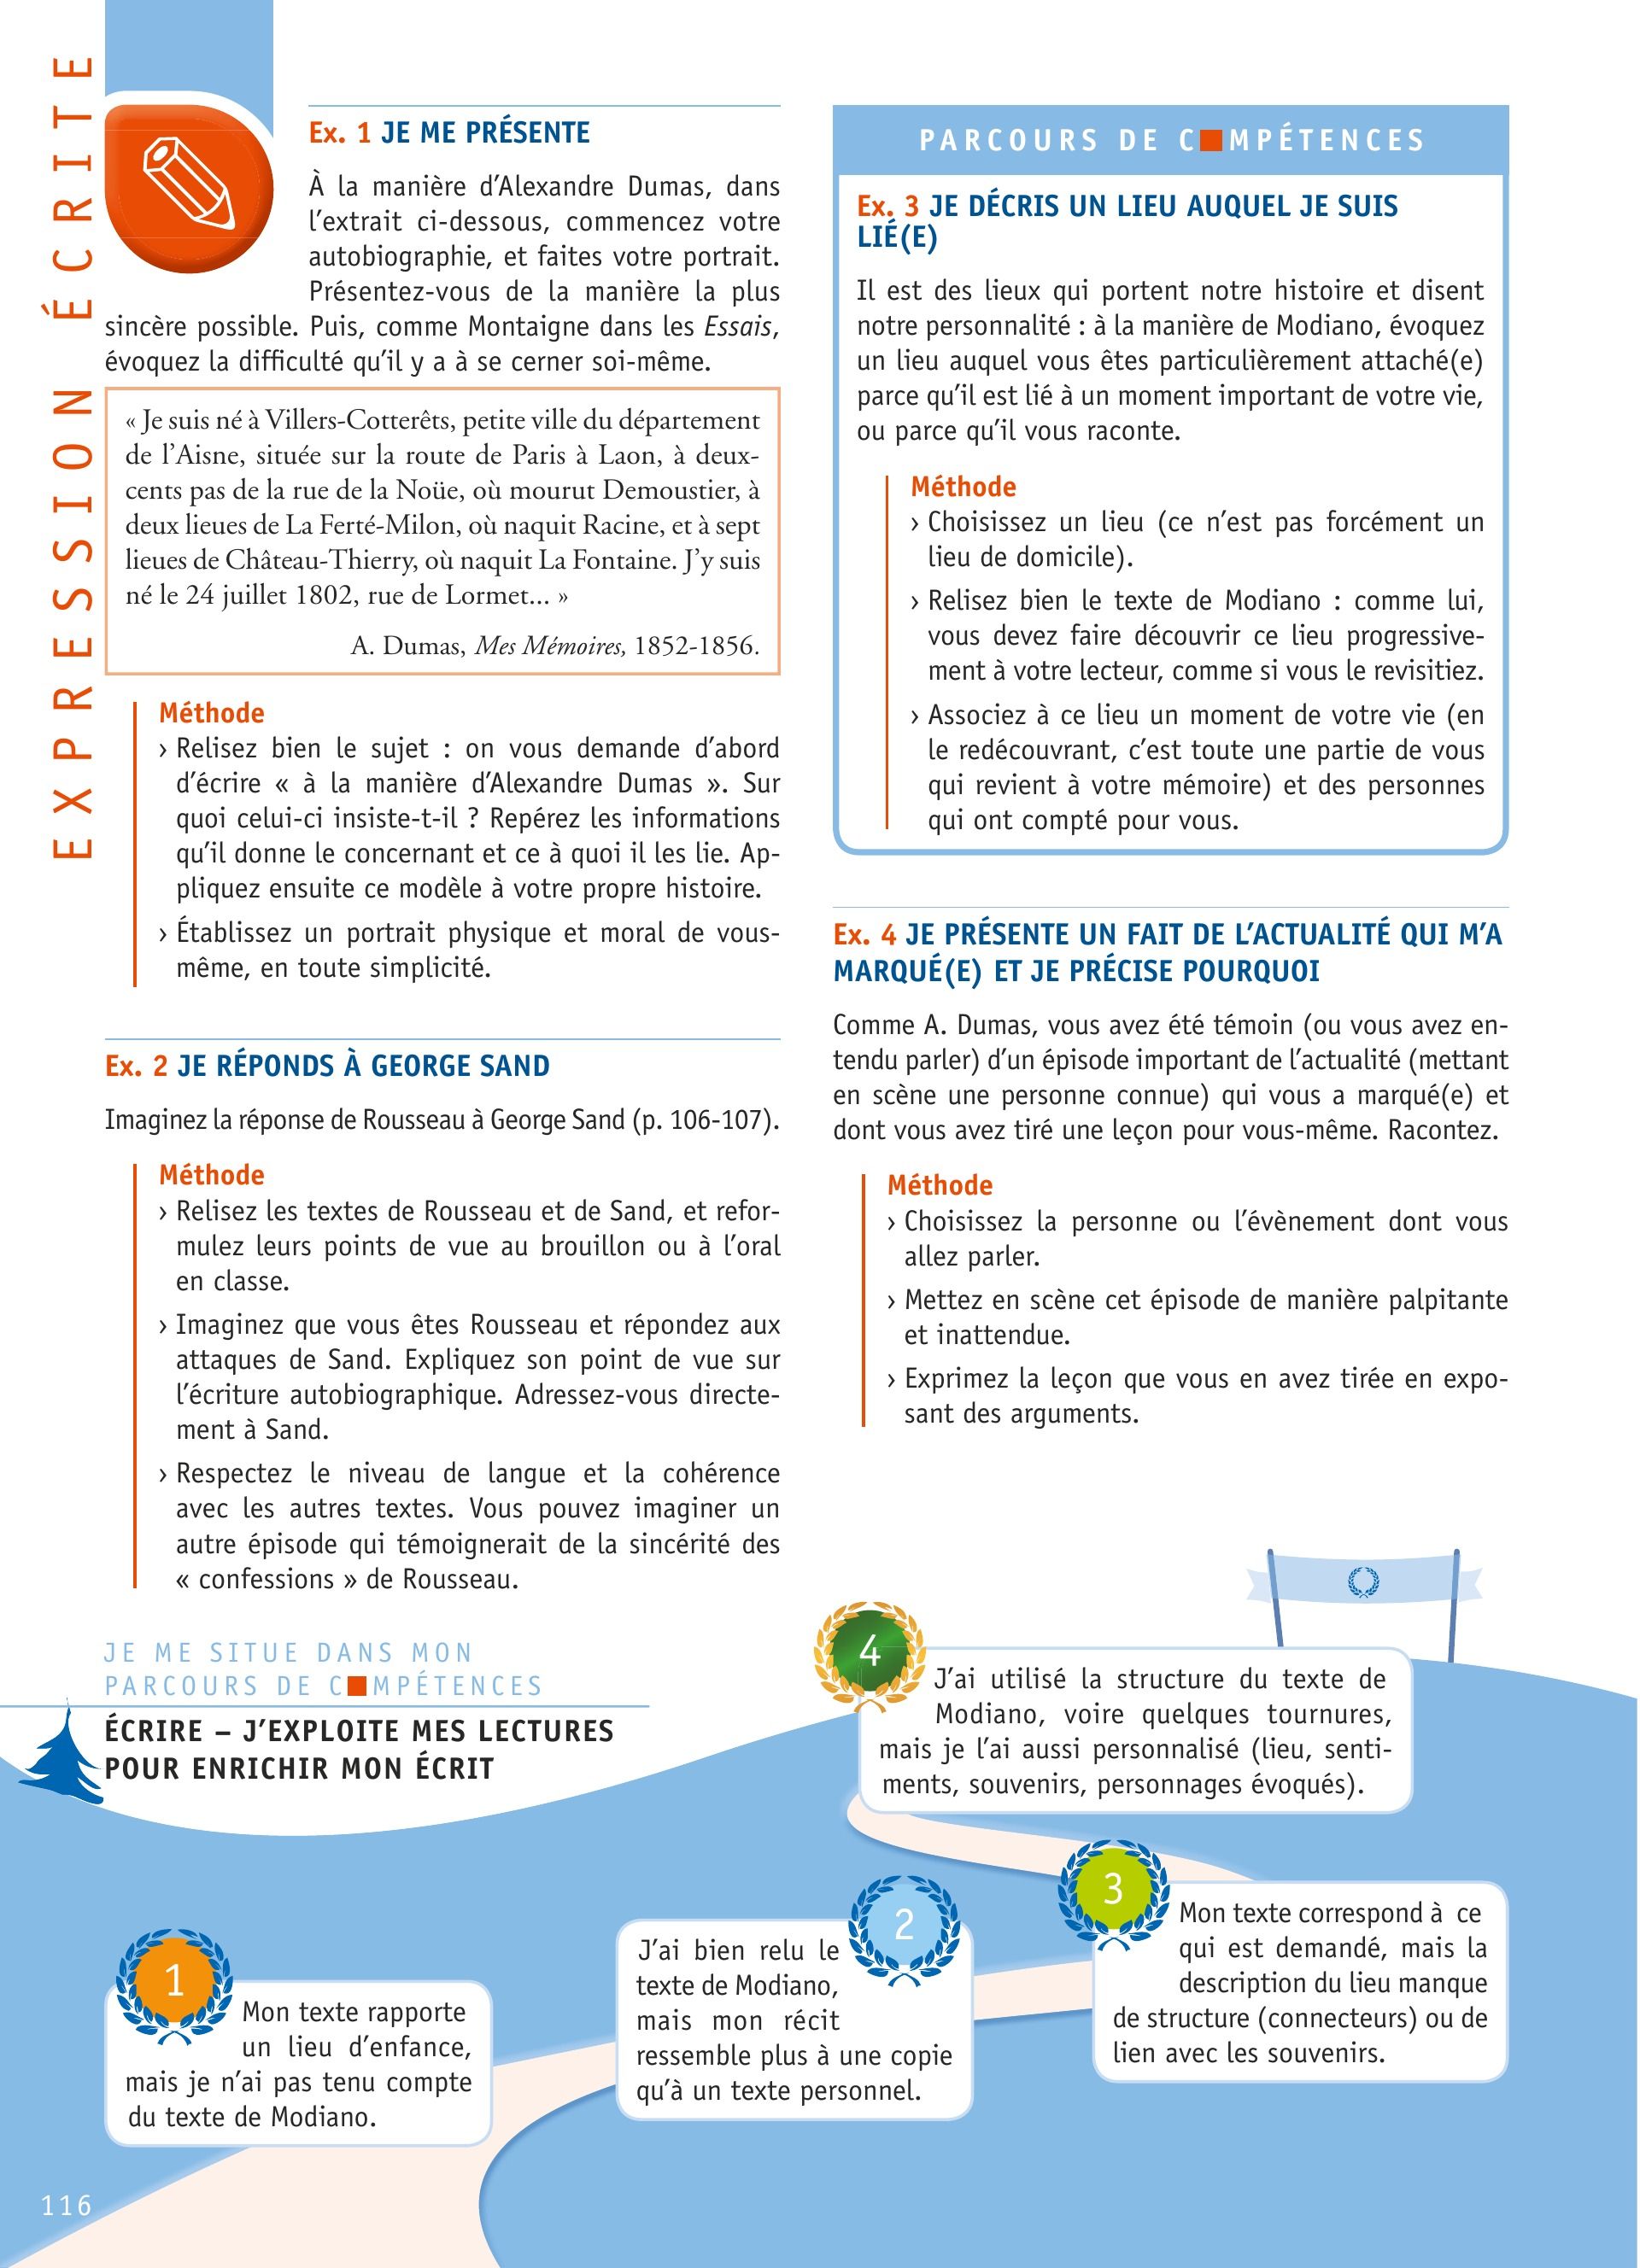 EXPRESSION ÉCRITE
Ex. 1 JE ME PRÉSENTE
À la manière d’Alexandre Dumas, dans
l’extrait ci-dessous, commencez votre
autobiographie, et faites votre portrait.
Présentez-vous de la manière la plus
sincère possible. Puis, comme Montaigne dans les Essais,
évoquez la difficulté qu’il y a à se cerner soi-même.
« Je suis né à Villers-Cotterêts, petite ville du département
de l’Aisne, située sur la route de Paris à Laon, à deux-
cents pas de la rue de la Noüe, où mourut Demoustier, à
deux lieues de La Ferté-Milon, où naquit Racine, et à sept
lieues de Château-Thierry, où naquit La Fontaine. J’y suis
né le 24 juillet 1802, rue de Lormet... »
A. Dumas, Mes Mémoires, 1852-1856.
Méthode
› Relisez bien le sujet : on vous demande d’abord
d’écrire « à la manière d’Alexandre Dumas ». Sur
quoi celui-ci insiste-t-il ? Repérez les informations
qu’il donne le concernant et ce à quoi il les lie. Ap-
pliquez ensuite ce modèle à votre propre histoire.
› Établissez un portrait physique et moral de vous-
même, en toute simplicité.
Ex. 2 JE RÉPONDS À GEORGE SAND
Imaginez la réponse de Rousseau à George Sand (p. 106-107).
Méthode
› Relisez les textes de Rousseau et de Sand, et refor-
mulez leurs points de vue au brouillon ou à l’oral
en classe.
› Imaginez que vous êtes Rousseau et répondez aux
attaques de Sand. Expliquez son point de vue sur
l’écriture autobiographique. Adressez-vous directe-
ment à Sand.
› Respectez le niveau de langue et la cohérence
avec les autres textes. Vous pouvez imaginer un
autre épisode qui témoignerait de la sincérité des
« confessions » de Rousseau.
PARCOURS DE C■MPÉTENCES
Ex. 3 JE DÉCRIS UN LIEU AUQUEL JE SUIS
LIÉ(E)
Il est des lieux qui portent notre histoire et disent
notre personnalité : à la manière de Modiano, évoquez
un lieu auquel vous êtes particulièrement attaché(e)
parce qu’il est lié à un moment important de votre vie,
ou parce qu’il vous raconte.
Méthode
› Choisissez un lieu (ce n’est pas forcément un
lieu de domicile).
› Relisez bien le texte de Modiano : comme lui,
vous devez faire découvrir ce lieu progressive-
ment à votre lecteur, comme si vous le revisitiez.
› Associez à ce lieu un moment de votre vie (en
le redécouvrant, c’est toute une partie de vous
qui revient à votre mémoire) et des personnes
qui ont compté pour vous.
Ex. 4 JE PRÉSENTE UN FAIT DE L’ACTUALITÉ QUI M’A
MARQUÉ(E) ET JE PRÉCISE POURQUOI
Comme A. Dumas, vous avez été témoin (ou vous avez en-
tendu parler) d’un épisode important de l’actualité (mettant
en scène une personne connue) qui vous a marqué(e) et
dont vous avez tiré une leçon pour vous-même. Racontez.
Méthode
› Choisissez la personne ou l’évènement dont vous
allez parler.
› Mettez en scène cet épisode de manière palpitante
et inattendue.
› Exprimez la leçon que vous en avez tirée en expo-
sant des arguments.
JE ME SITUE DANS MON
PARCOURS DE C■MPÉTENCES
ÉCRIRE – J’EXPLOITE MES LECTURES
POUR ENRICHIR MON ÉCRIT
1
Mon texte rapporte
un lieu d’enfance,
mais je n’ai pas tenu compte
du texte de Modiano.
2
J’ai bien relu le
texte de Modiano,
mais mon récit
ressemble plus à une copie
qu’à un texte personnel.
3
Mon texte correspond à ce
qui est demandé, mais la
description du lieu manque
de structure (connecteurs) ou de
lien avec les souvenirs.
4
J’ai utilisé la structure du texte de
Modiano, voire quelques tournures,
mais je l’ai aussi personnalisé (lieu, senti-
ments, souvenirs, personnages évoqués).
116